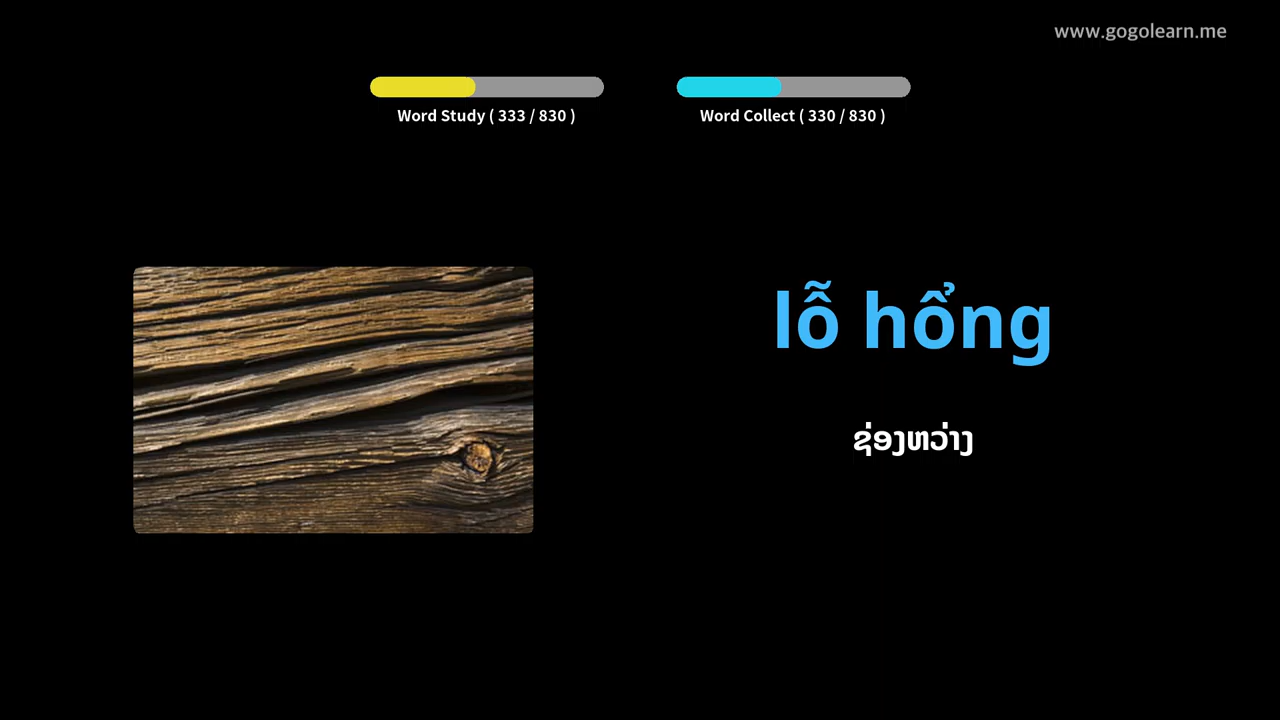 www.gogolearn.me
Word Study ( 333 / 830 )
Word Collect ( 330 / 830 )
lỗ hổng
ຊ່ອງຫວ່າງ